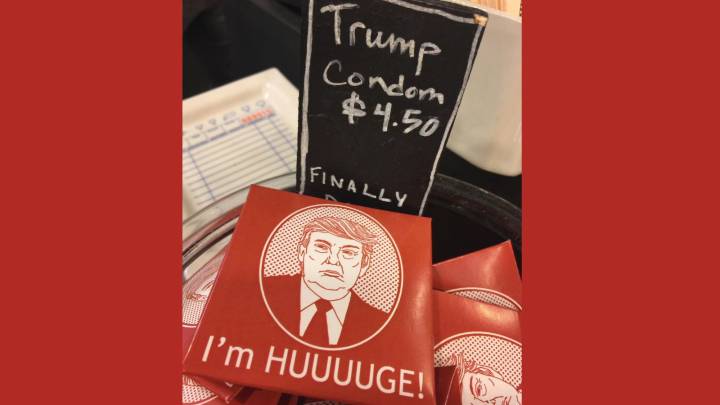 Trump
Condom
$4.50
FINALLY
I'm HUUUUGE!